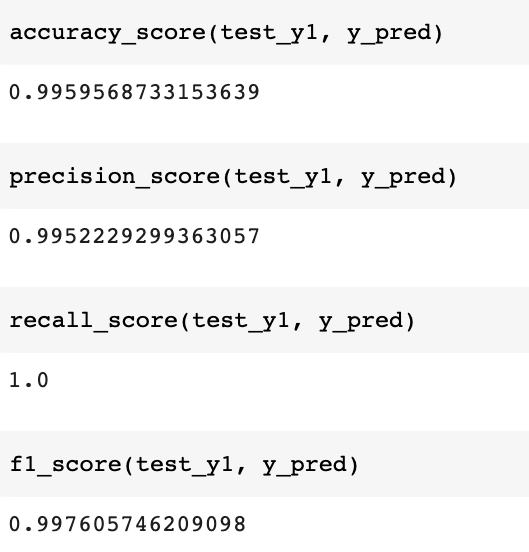 accuracy_score(test_y1, y_pred)
0.9959568733153639
precision_score(test_y1, y_pred)
0.9952229299363057
recall_score(test_y1, y_pred)
1.0
f1_score(test_y1, y_pred)
0.997605746209098